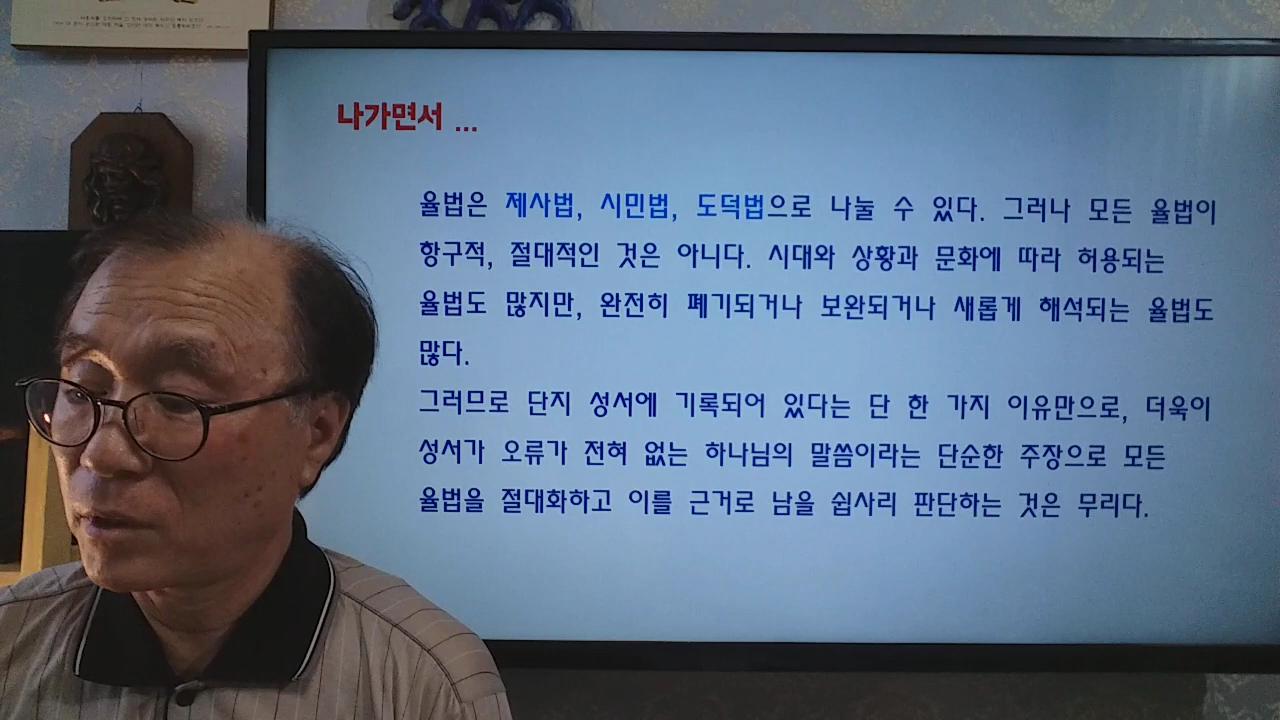 나가면서 ...
율법은 제사법, 시민법, 도덕법으로 나눌 수 있다. 그러나 모든 율법이
항구적, 절대적인 것은 아니다. 시대와 상황과 문화에 따라 허용되는
율법도 많지만, 완전히 폐기되거나 보완되거나 새롭게 해석되는 율법도
많다.
그러므로 단지 성서에 기록되어 있다는 단 한 가지 이유만으로, 더욱이
성서가 오류가 전혀 없는 하나님의 말씀이라는 단순한 주장으로 모든
율법을 절대화하고 이를 근거로 남을 쉽사리 판단하는 것은 무리다.